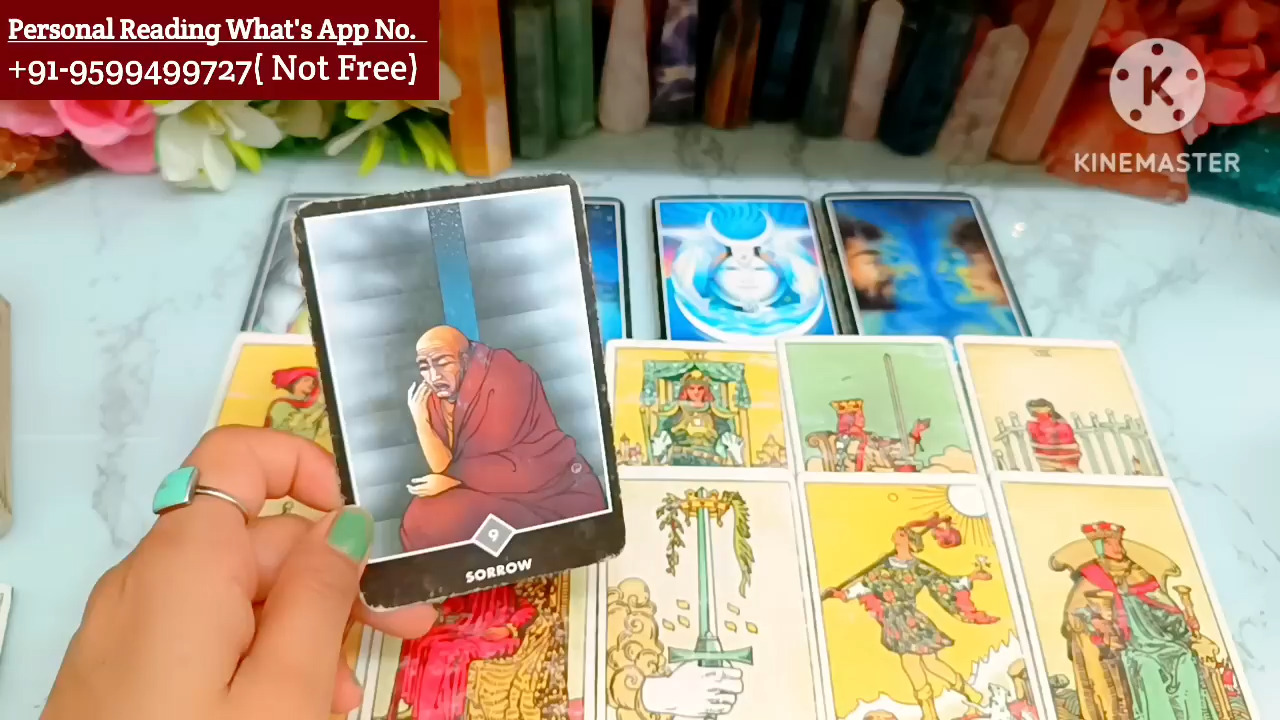 Personal Reading What's App No.
+91-9599499727( Not Free)
K
KINEMASTER
9
SORROW